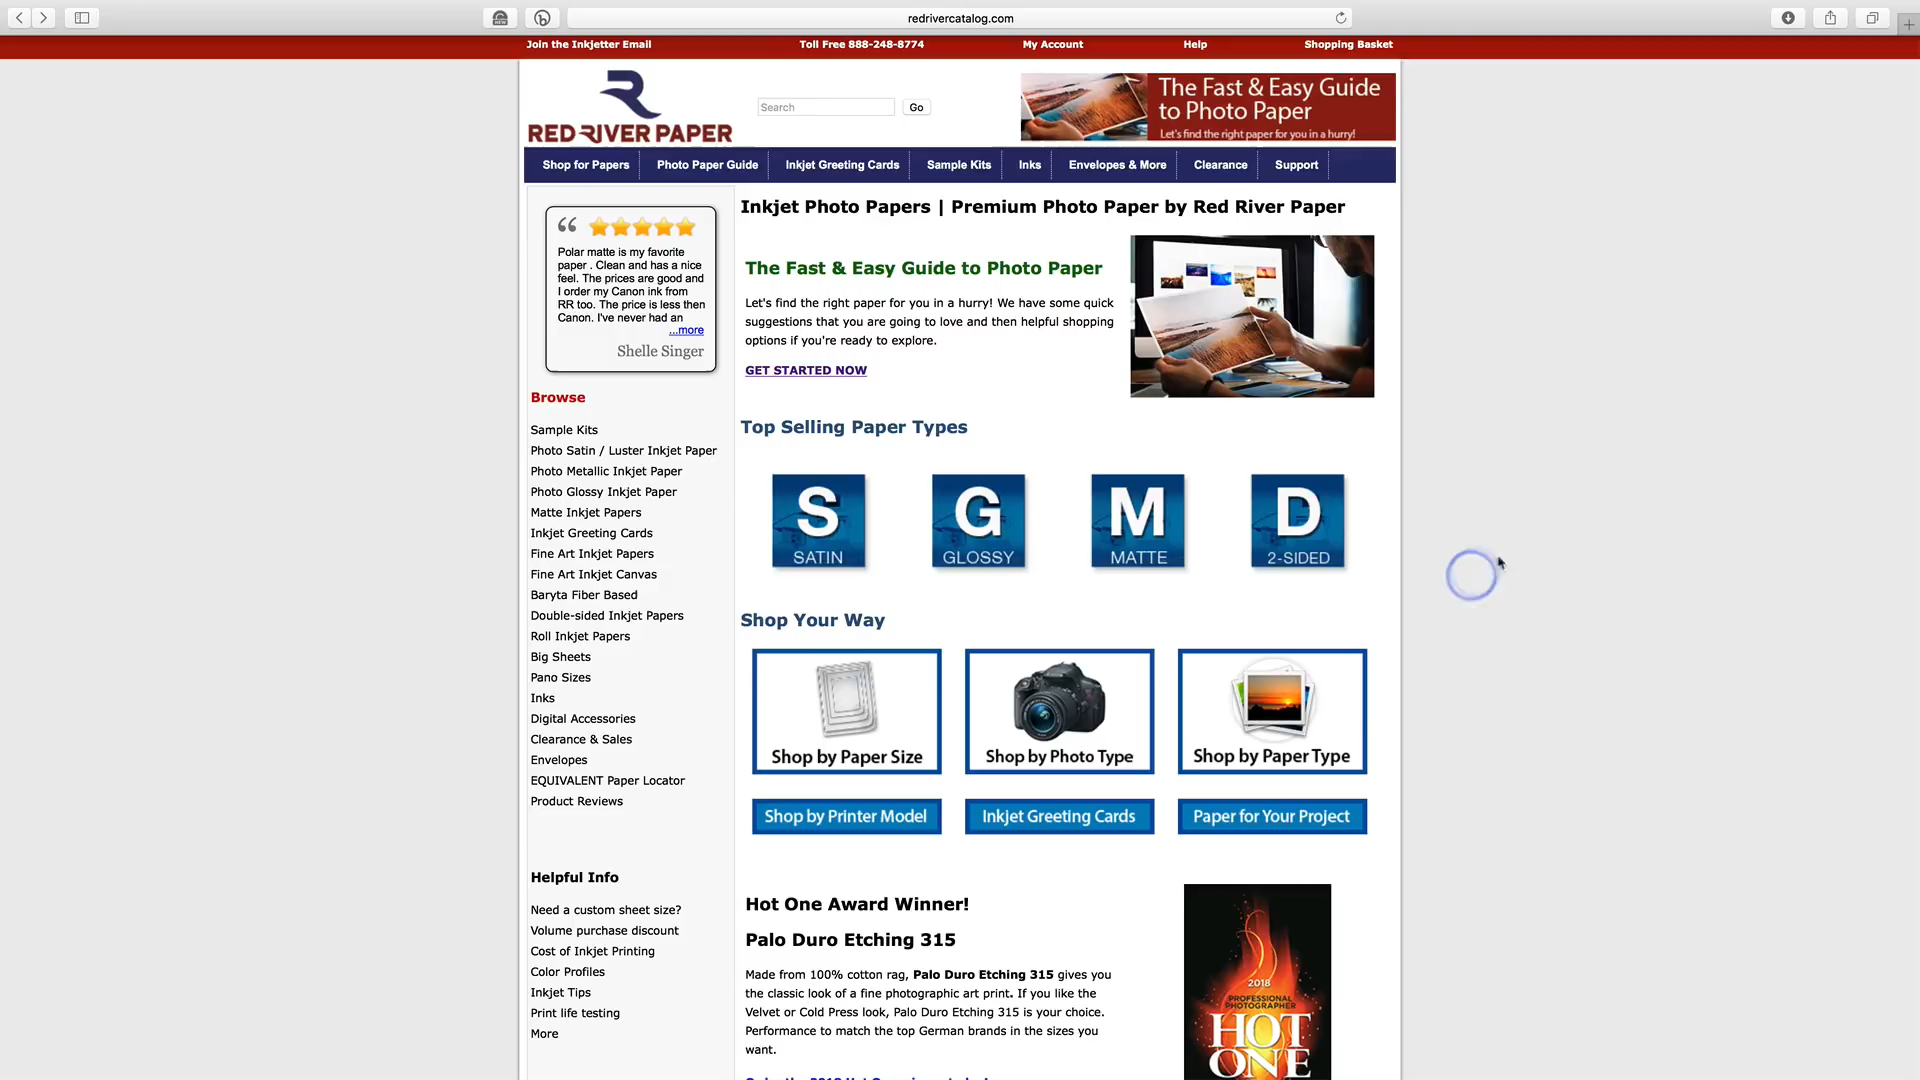 redrivercatalog.com
Join the Inkjetter Email
Toll Free 888-248-8774
My Account
Help
Shopping Basket
RED RIVER PAPER
Search
Go
The Fast & Easy Guide
to Photo Paper
Let's find the right paper for you in a hurry!
Shop for Papers
Photo Paper Guide
Inkjet Greeting Cards
Sample Kits
Inks
Envelopes & More
Clearance
Support
Polar matte is my favorite
paper . Clean and has a nice
feel. The prices are good and
I order my Canon ink from
RR too. The price is less then
Canon. I've never had an
...more
Shelle Singer
Browse
Sample Kits
Photo Satin / Luster Inkjet Paper
Photo Metallic Inkjet Paper
Photo Glossy Inkjet Paper
Matte Inkjet Papers
Inkjet Greeting Cards
Fine Art Inkjet Papers
Fine Art Inkjet Canvas
Baryta Fiber Based
Double-sided Inkjet Papers
Roll Inkjet Papers
Big Sheets
Pano Sizes
Inks
Digital Accessories
Clearance & Sales
Envelopes
EQUIVALENT Paper Locator
Product Reviews
Helpful Info
Need a custom sheet size?
Volume purchase discount
Cost of Inkjet Printing
Color Profiles
Inkjet Tips
Print life testing
More
Inkjet Photo Papers | Premium Photo Paper by Red River Paper
The Fast & Easy Guide to Photo Paper
Let's find the right paper for you in a hurry! We have some quick
suggestions that you are going to love and then helpful shopping
options if you're ready to explore.
GET STARTED NOW
Top Selling Paper Types
S
SATIN
G
GLOSSY
M
MATTE
D
2-SIDED
Shop Your Way
Shop by Paper Size
Shop by Photo Type
Shop by Paper Type
Shop by Printer Model
Inkjet Greeting Cards
Paper for Your Project
Hot One Award Winner!
Palo Duro Etching 315
Made from 100% cotton rag, Palo Duro Etching 315 gives you
the classic look of a fine photographic art print. If you like the
Velvet or Cold Press look, Palo Duro Etching 315 is your choice.
Performance to match the top German brands in the sizes you
want.
2018
PROFESSIONAL
PHOTOGRAPHER
HOT
ONE